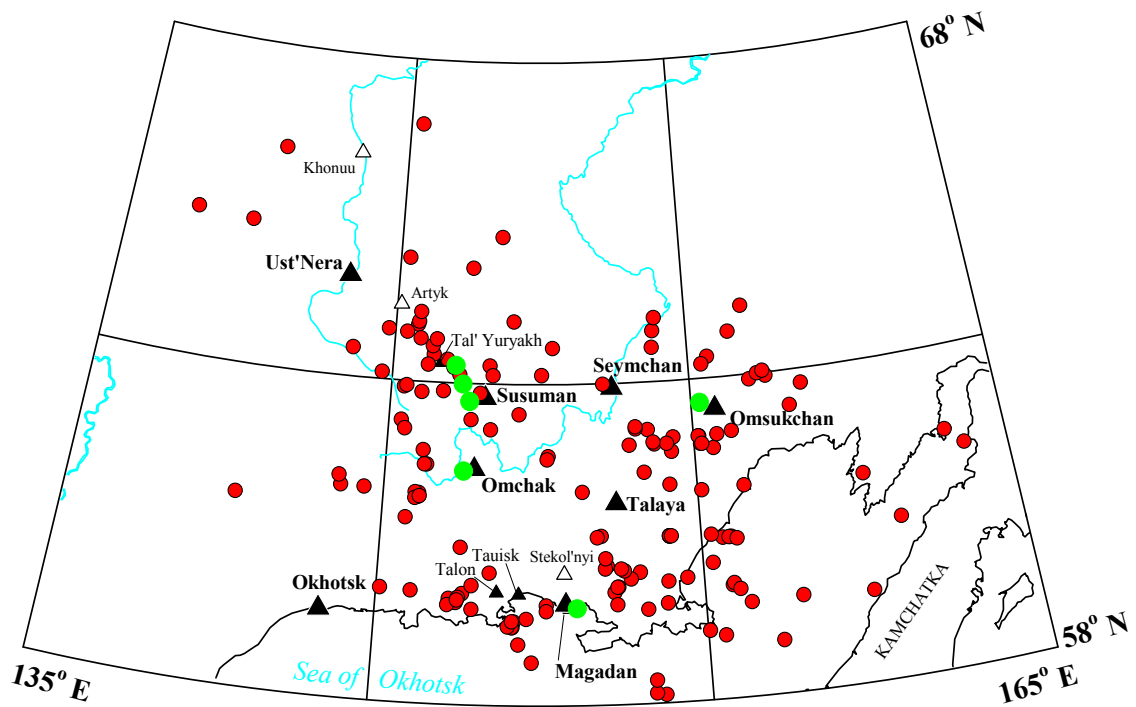 68° N
Khonuu
Ust'Nera
Artyk
Tal' Yuryakh
Seymchan
Susuman
Omsukchan
Omchak
Talaya
Tauisk
Stekol'nyi
Talon
Okhotsk
KAMCHATKA
58° N
Magadan
Sea of Okhotsk
135° E
165° E